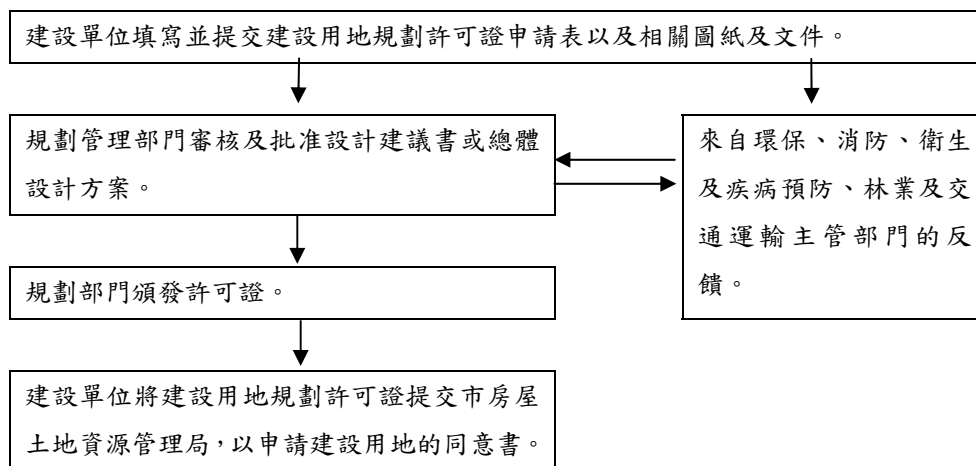 建設單位填寫並提交建設用地規劃許可證申請表以及相關圖紙及文件。
規劃管理部門審核及批准設計建議書或總體
設計方案。
來自環保、消防、衛生
及疾病預防、林業及交
通運輸主管部門的反
饋。
規劃部門頒發許可證。
建設單位將建設用地規劃許可證提交市房屋
土地資源管理局，以申請建設用地的同意書。